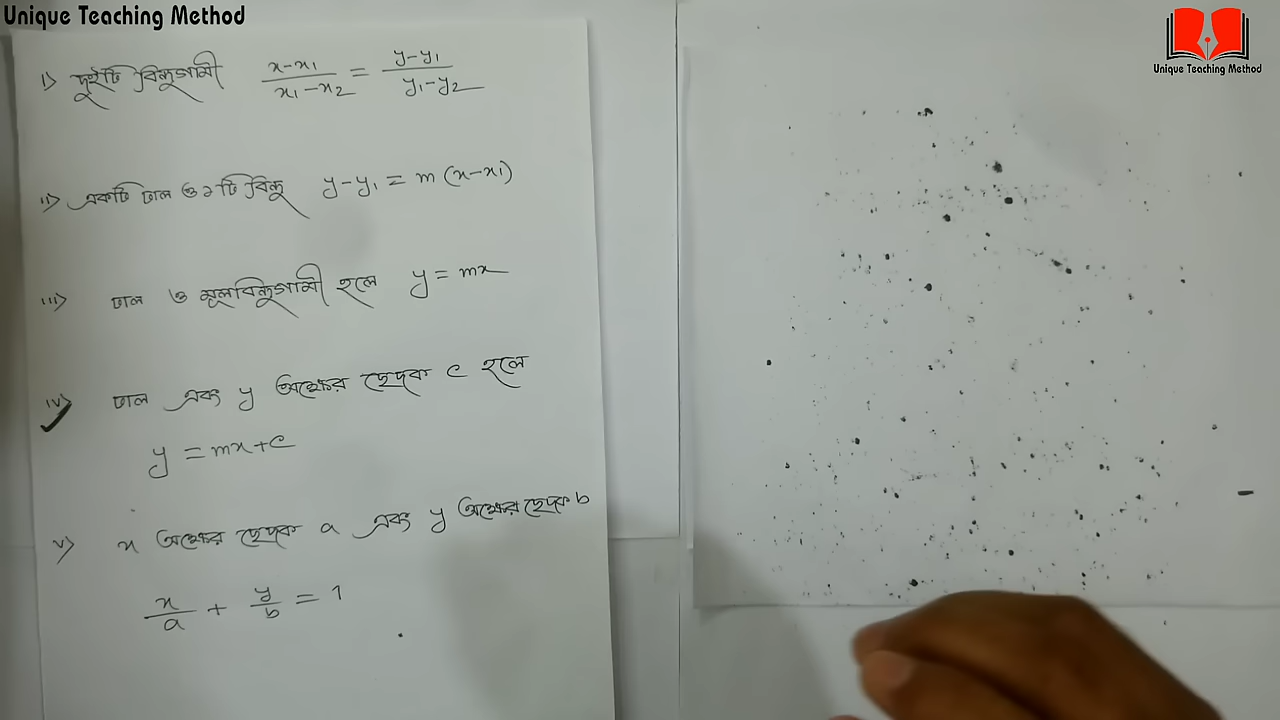 Unique Teaching Method
Unique Teaching Method
i> দুইটি বিন্দুগামী x-x₁/x₁-x₂ = y-y₁/y₁-y₂
ii> একটি ঢাল ও ১টি বিন্দু y-y₁ = m(x-x₁)
iii> ঢাল ও মূলবিন্দুগামী হলে y = mx
iv> ঢাল এবং y অক্ষের ছেদক c হলে
y = mx+c
v> x অক্ষের ছেদক a এবং y অক্ষের ছেদক b
x/a + y/b = 1